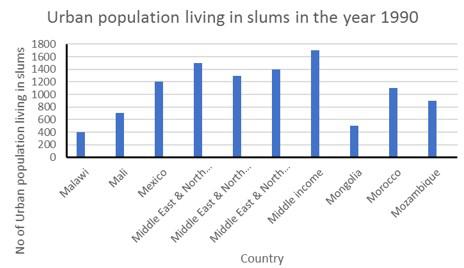 Urban population living in slums in the year 1990
No of Urban population living in slums
1800
1600
1400
1200
1000
800
600
400
200
0
Malawi
Mali
Mexico
Middle East & North...
Middle East & North...
Middle East & North...
Middle income
Mongolia
Morocco
Mozambique
Country